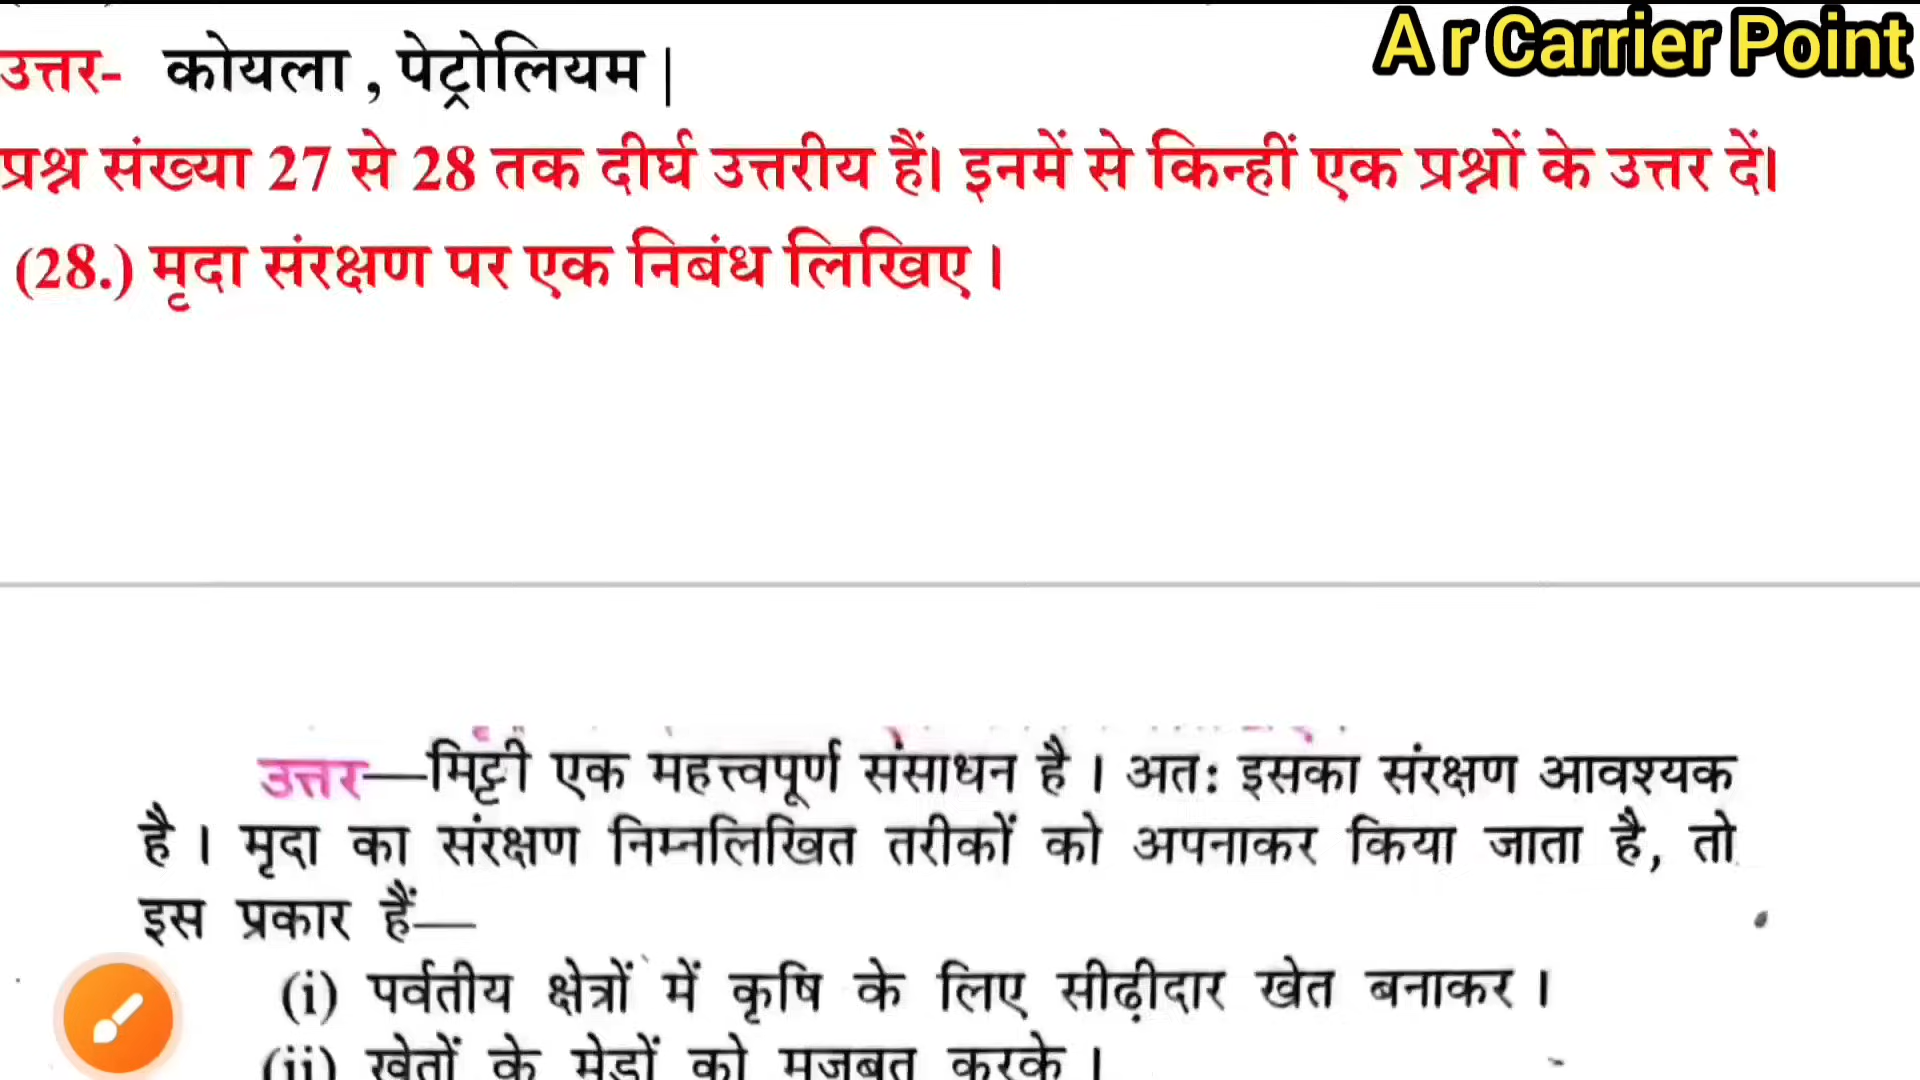 A r Carrier Point
उत्तर- कोयला , पेट्रोलियम |
प्रश्न संख्या 27 से 28 तक दीर्घ उत्तरीय हैं। इनमें से किन्हीं एक प्रश्नों के उत्तर दें।
(28.) मृदा संरक्षण पर एक निबंध लिखिए ।
उत्तर—मिट्टी एक महत्त्वपूर्ण संसाधन है । अतः इसका संरक्षण आवश्यक
है । मृदा का संरक्षण निम्नलिखित तरीकों को अपनाकर किया जाता है, तो
इस प्रकार हैं—
(i) पर्वतीय क्षेत्रों में कृषि के लिए सीढ़ीदार खेत बनाकर ।
(ii) खेतों के मेड़ों को मजबूत करके ।